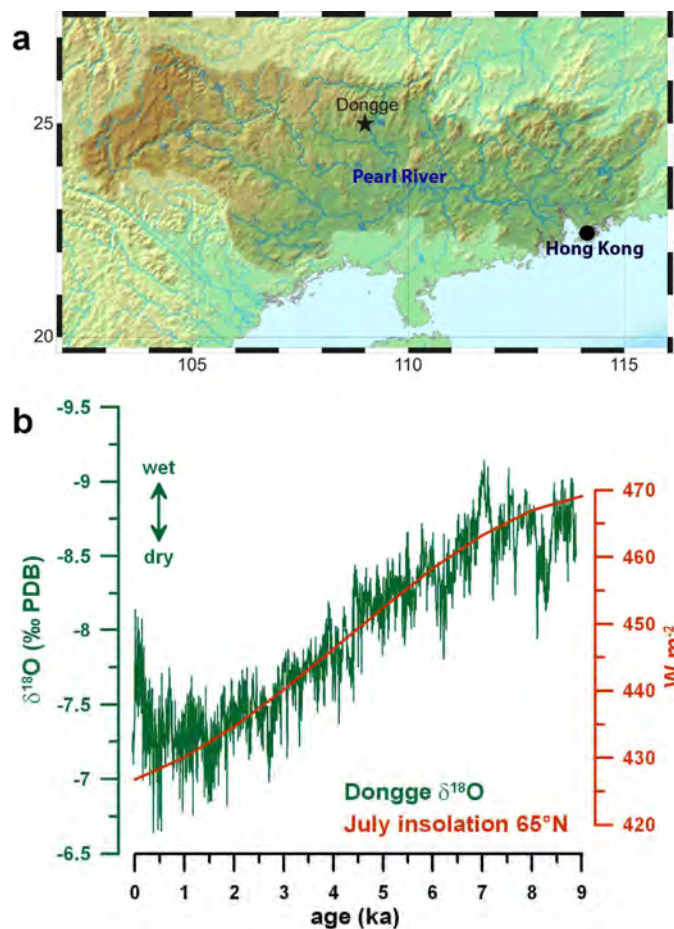 a
Dongge
25
Pearl River
Hong Kong
20
105
110
115
b
-9.5
-9
-8.5
-8
-7.5
-7
-6.5
δ¹⁸O (‰ PDB)
wet
dry
470
460
450
440
430
420
W m⁻²
Dongge δ¹⁸O
July insolation 65°N
0 1 2 3 4 5 6 7 8 9
age (ka)